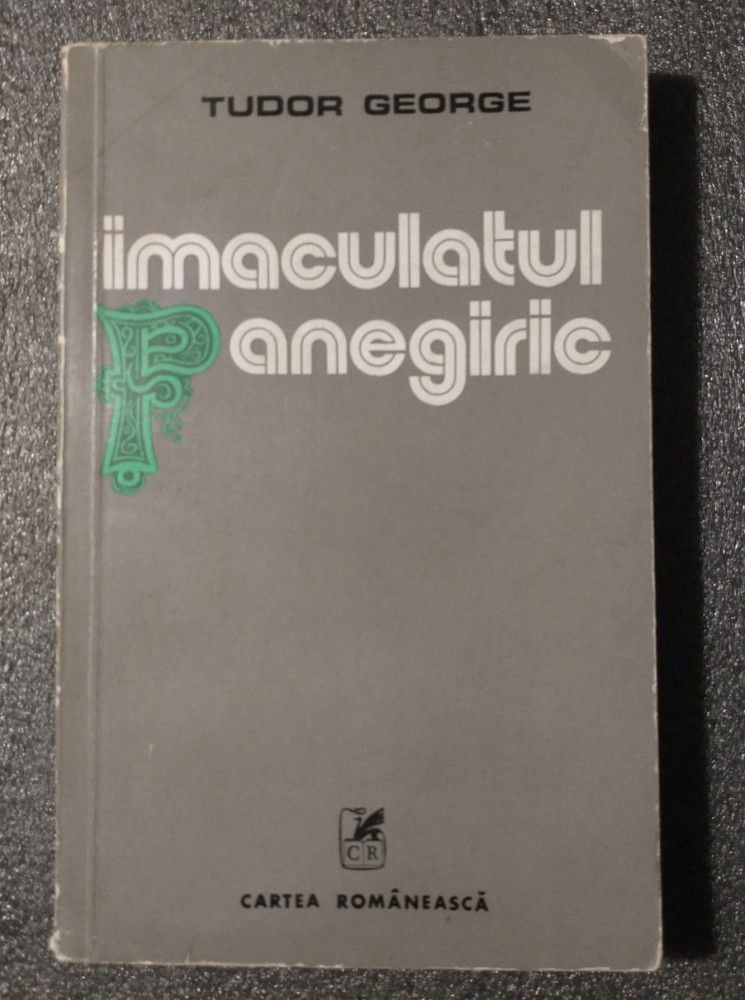 TUDOR GEORGE
imaculatul
Panegiric
CR
CARTEA ROMÂNEASCĂ